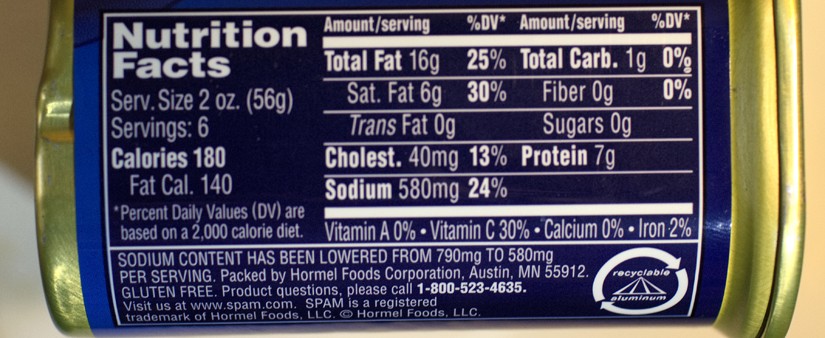 Nutrition
Facts
Serv. Size 2 oz. (56g)
Servings: 6
Calories 180
Fat Cal. 140
*Percent Daily Values (DV) are
based on a 2,000 calorie diet.
Amount/serving %DV* Amount/serving %DV*
Total Fat 16g 25% Total Carb. 1g 0%
Sat. Fat 6g 30% Fiber 0g 0%
Trans Fat 0g Sugars 0g
Cholest. 40mg 13% Protein 7g
Sodium 580mg 24%
Vitamin A 0% • Vitamin C 30% • Calcium 0% • Iron 2%
SODIUM CONTENT HAS BEEN LOWERED FROM 790mg TO 580mg
PER SERVING. Packed by Hormel Foods Corporation, Austin, MN 55912.
GLUTEN FREE. Product questions, please call 1-800-523-4635.
Visit us at www.spam.com. SPAM is a registered
trademark of Hormel Foods, LLC. © Hormel Foods, LLC.
recyclable
aluminum